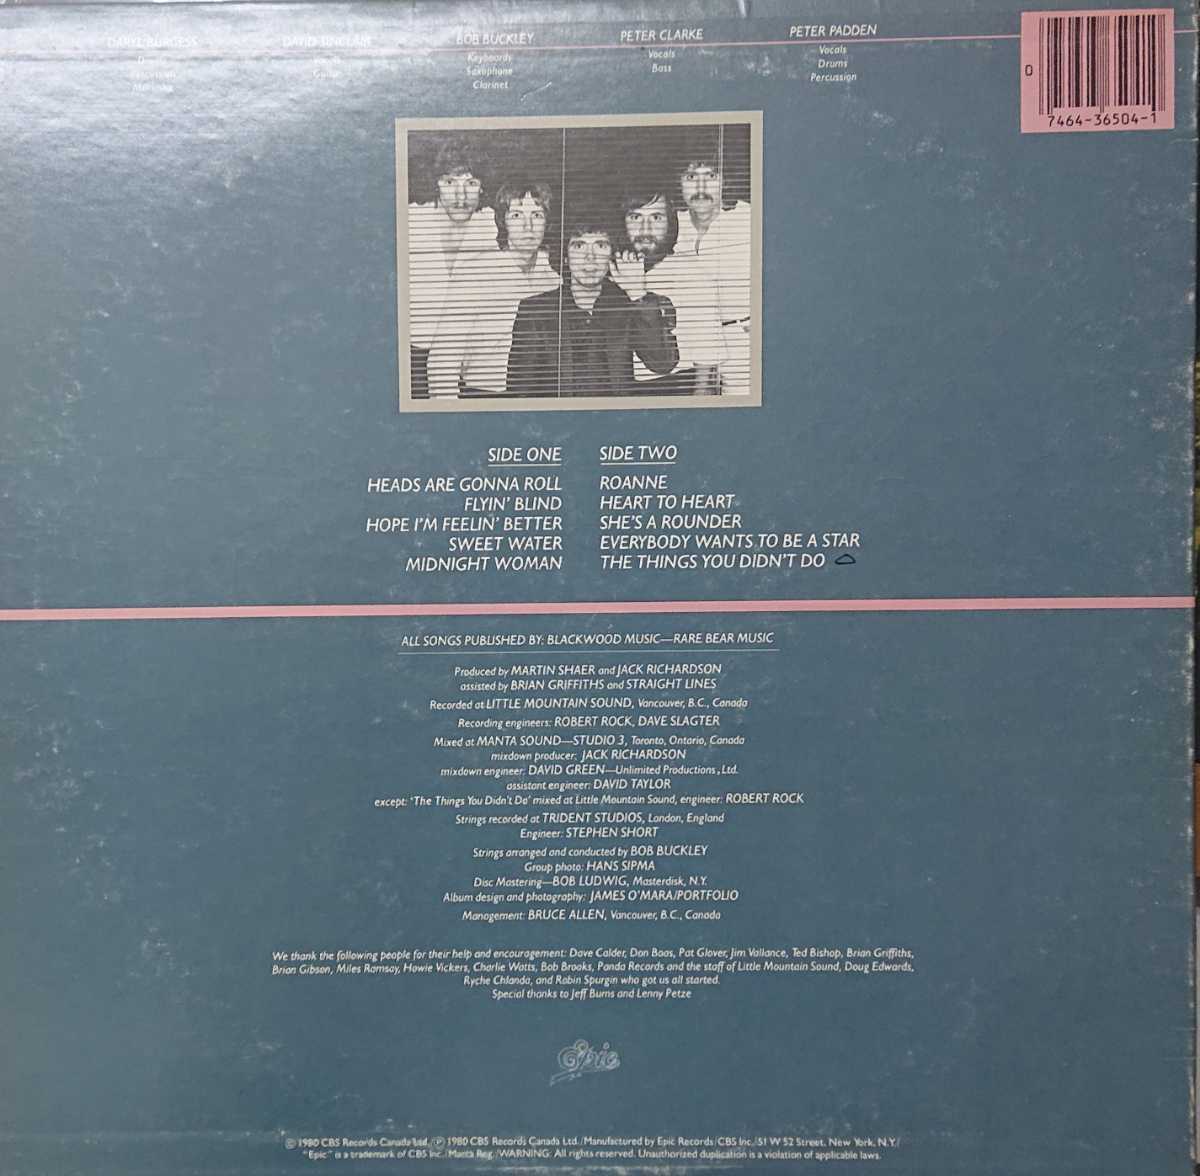 DARYL BURGESS
Drums
Percussion
Marimba
DAVID SINCLAIR
Vocals
Guitar
BOB BUCKLEY
Keyboards
Saxophone
Clarinet
PETER CLARKE
Vocals
Bass
PETER PADDEN
Vocals
Drums
Percussion
0
7464-36504-1
SIDE ONE
HEADS ARE GONNA ROLL
FLYIN' BLIND
HOPE I'M FEELIN' BETTER
SWEET WATER
MIDNIGHT WOMAN
SIDE TWO
ROANNE
HEART TO HEART
SHE'S A ROUNDER
EVERYBODY WANTS TO BE A STAR
THE THINGS YOU DIDN'T DO
ALL SONGS PUBLISHED BY: BLACKWOOD MUSIC—RARE BEAR MUSIC
Produced by MARTIN SHAER and JACK RICHARDSON
assisted by BRIAN GRIFFITHS and STRAIGHT LINES
Recorded at LITTLE MOUNTAIN SOUND, Vancouver, B.C., Canada
Recording engineers: ROBERT ROCK, DAVE SLAGTER
Mixed at MANTA SOUND—STUDIO 3, Toronto, Ontario, Canada
mixdown producer: JACK RICHARDSON
mixdown engineer: DAVID GREEN—Unlimited Productions, Ltd.
assistant engineer: DAVID TAYLOR
except: 'The Things You Didn't Do' mixed at Little Mountain Sound, engineer: ROBERT ROCK
Strings recorded at TRIDENT STUDIOS, London, England
Engineer: STEPHEN SHORT
Strings arranged and conducted by BOB BUCKLEY
Group photo: HANS SIPMA
Disc Mastering—BOB LUDWIG, Masterdisk, N.Y.
Album design and photography: JAMES O'MARA/PORTFOLIO
Management: BRUCE ALLEN, Vancouver, B.C., Canada
We thank the following people for their help and encouragement: Dave Calder, Don Boas, Pat Glover, Jim Vallance, Ted Bishop, Brian Griffiths,
Brian Gibson, Miles Ramsay, Howie Vickers, Charlie Watts, Bob Brooks, Panda Records and the staff of Little Mountain Sound, Doug Edwards,
Ryche Chlanda, and Robin Spurgin who got us all started.
Special thanks to Jeff Burns and Lenny Petze
Epic
© 1980 CBS Records Canada Ltd./℗ 1980 CBS Records Canada Ltd./Manufactured by Epic Records/CBS Inc./51 W 52 Street, New York, N.Y./
"Epic" is a trademark of CBS Inc./Marca Reg./WARNING: All rights reserved. Unauthorized duplication is a violation of applicable laws.